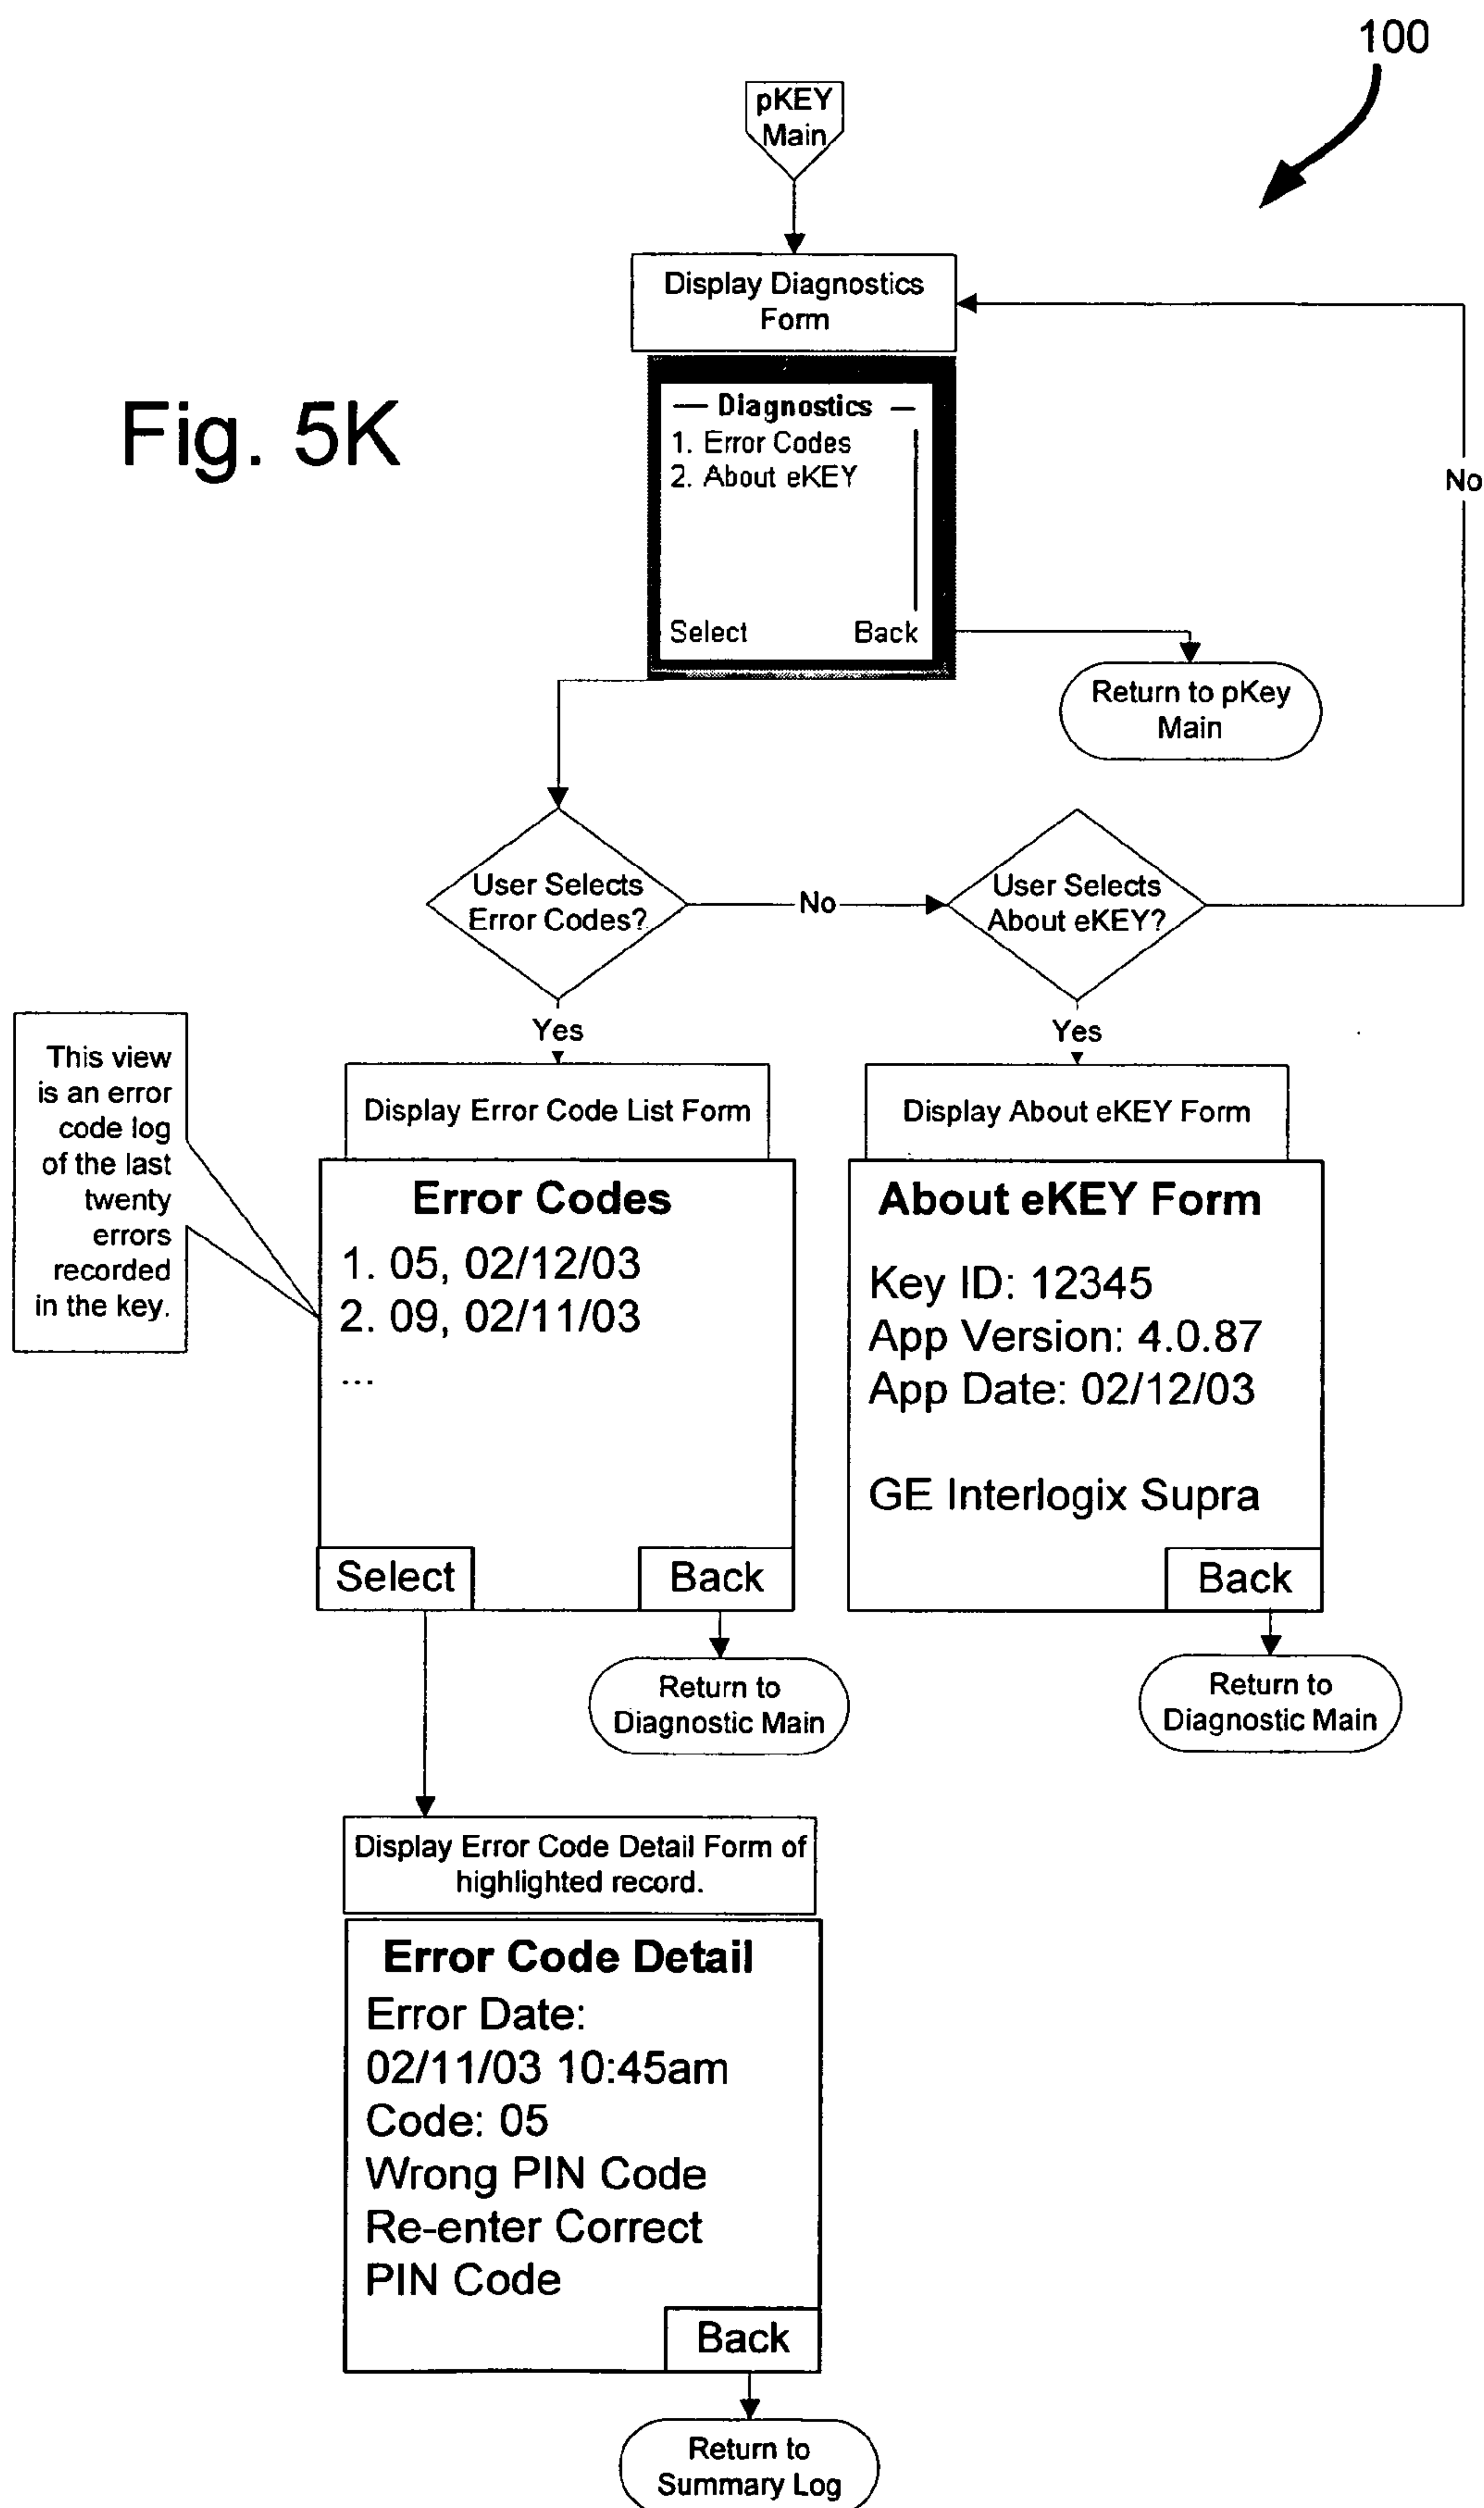 100
pKEY
Main
Display Diagnostics
Form
Fig. 5K
— Diagnostics —
1. Error Codes
2. About eKEY
Select Back
No
Return to pKey
Main
User Selects
Error Codes?
No
User Selects
About eKEY?
Yes
Yes
This view
is an error
code log
of the last
twenty
errors
recorded
in the key.
Display Error Code List Form
Error Codes
1. 05, 02/12/03
2. 09, 02/11/03
...
Select Back
Return to
Diagnostic Main
Display About eKEY Form
About eKEY Form
Key ID: 12345
App Version: 4.0.87
App Date: 02/12/03
GE Interlogix Supra
Back
Return to
Diagnostic Main
Display Error Code Detail Form of
highlighted record.
Error Code Detail
Error Date:
02/11/03 10:45am
Code: 05
Wrong PIN Code
Re-enter Correct
PIN Code
Back
Return to
Summary Log